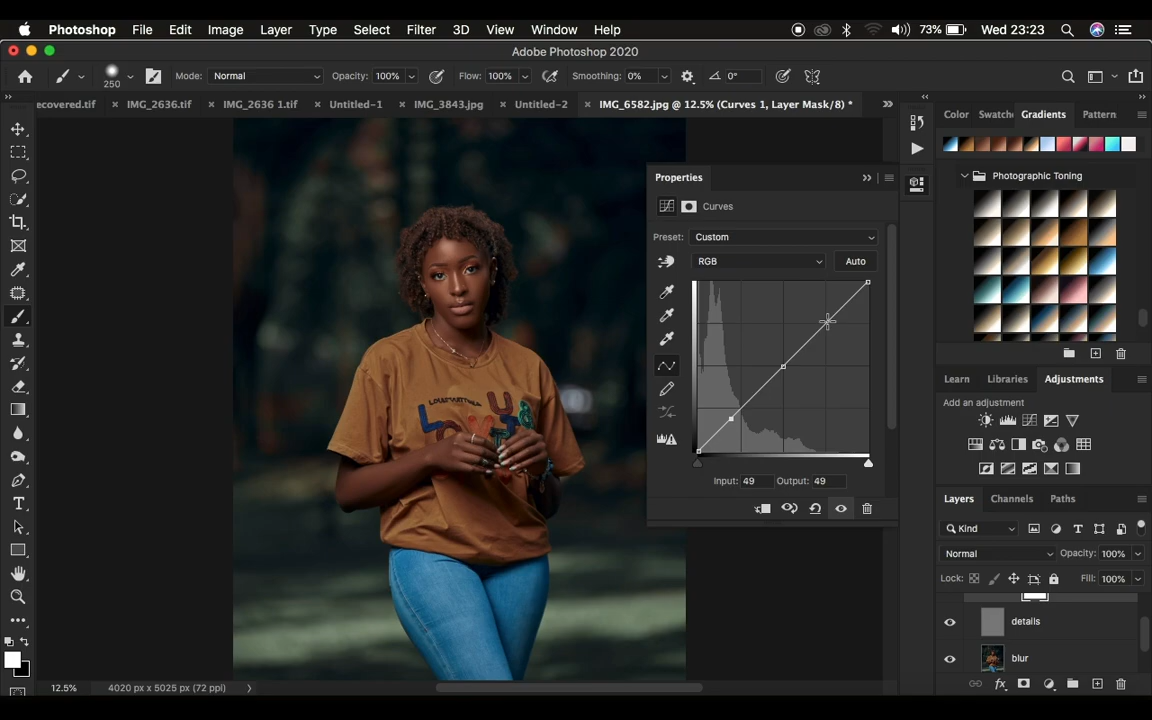 Photoshop File Edit Image Layer Type Select Filter 3D View Window Help 73% Wed 23:23
Adobe Photoshop 2020
250 Mode: Normal Opacity: 100% Flow: 100% Smoothing: 0% 0°
ecovered.tif IMG_2636.tif IMG_2636 1.tif Untitled-1 IMG_3843.jpg Untitled-2 IMG_6582.jpg @ 12.5% (Curves 1, Layer Mask/8) *
Color Swatche Gradients Pattern
Photographic Toning
Properties
Curves
Preset: Custom
RGB Auto
Input: 49 Output: 49
Learn Libraries Adjustments
Add an adjustment
Layers Channels Paths
Kind
Normal Opacity: 100%
Lock: Fill: 100%
details
blur
12.5% 4020 px x 5025 px (72 ppi)